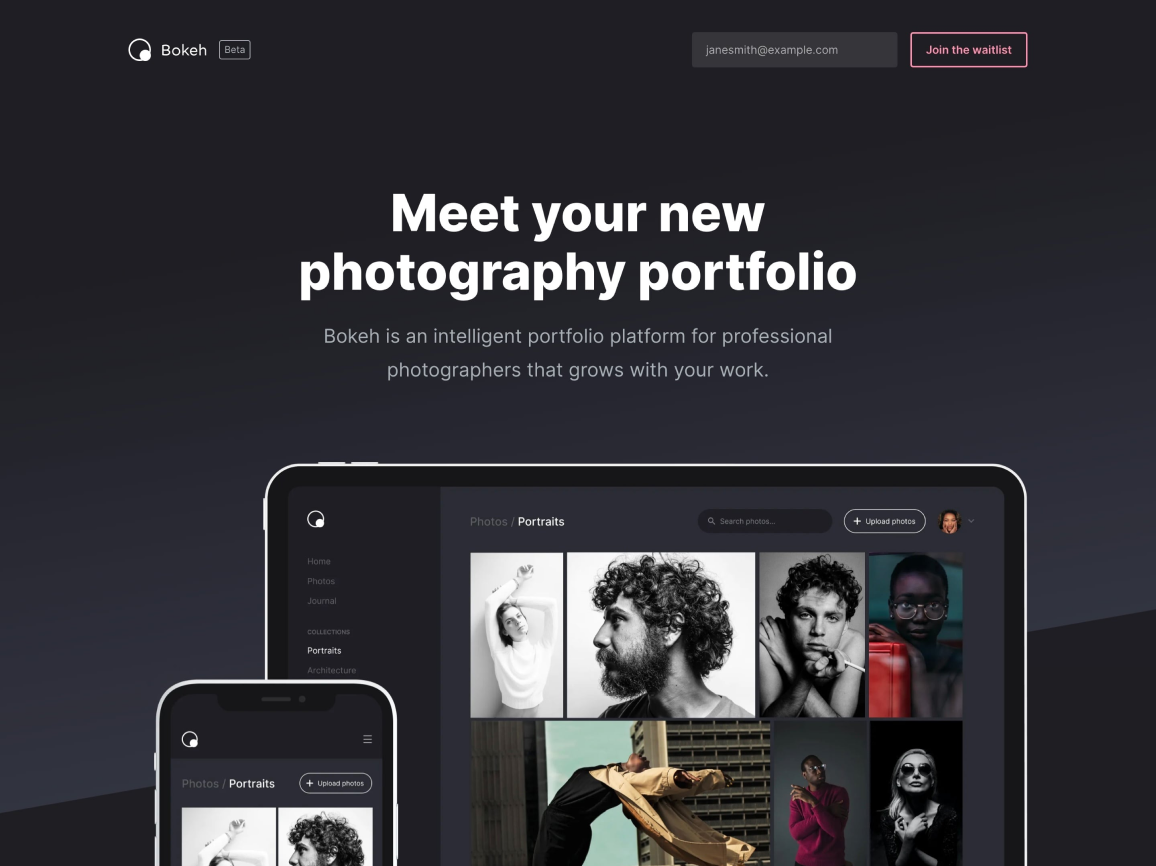 Bokeh
Beta
janesmith@example.com
Join the waitlist
Meet your new
photography portfolio
Bokeh is an intelligent portfolio platform for professional
photographers that grows with your work.
Photos / Portraits
Search photos...
+ Upload photos
Home
Photos
Journal
COLLECTIONS
Portraits
Architecture
Photos / Portraits
+ Upload photos